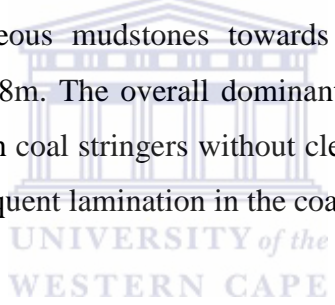 eous mudstones towards
8m. The overall dominant
coal stringers without cle
quent lamination in the coa
UNIVERSITY of the
WESTERN CAPE